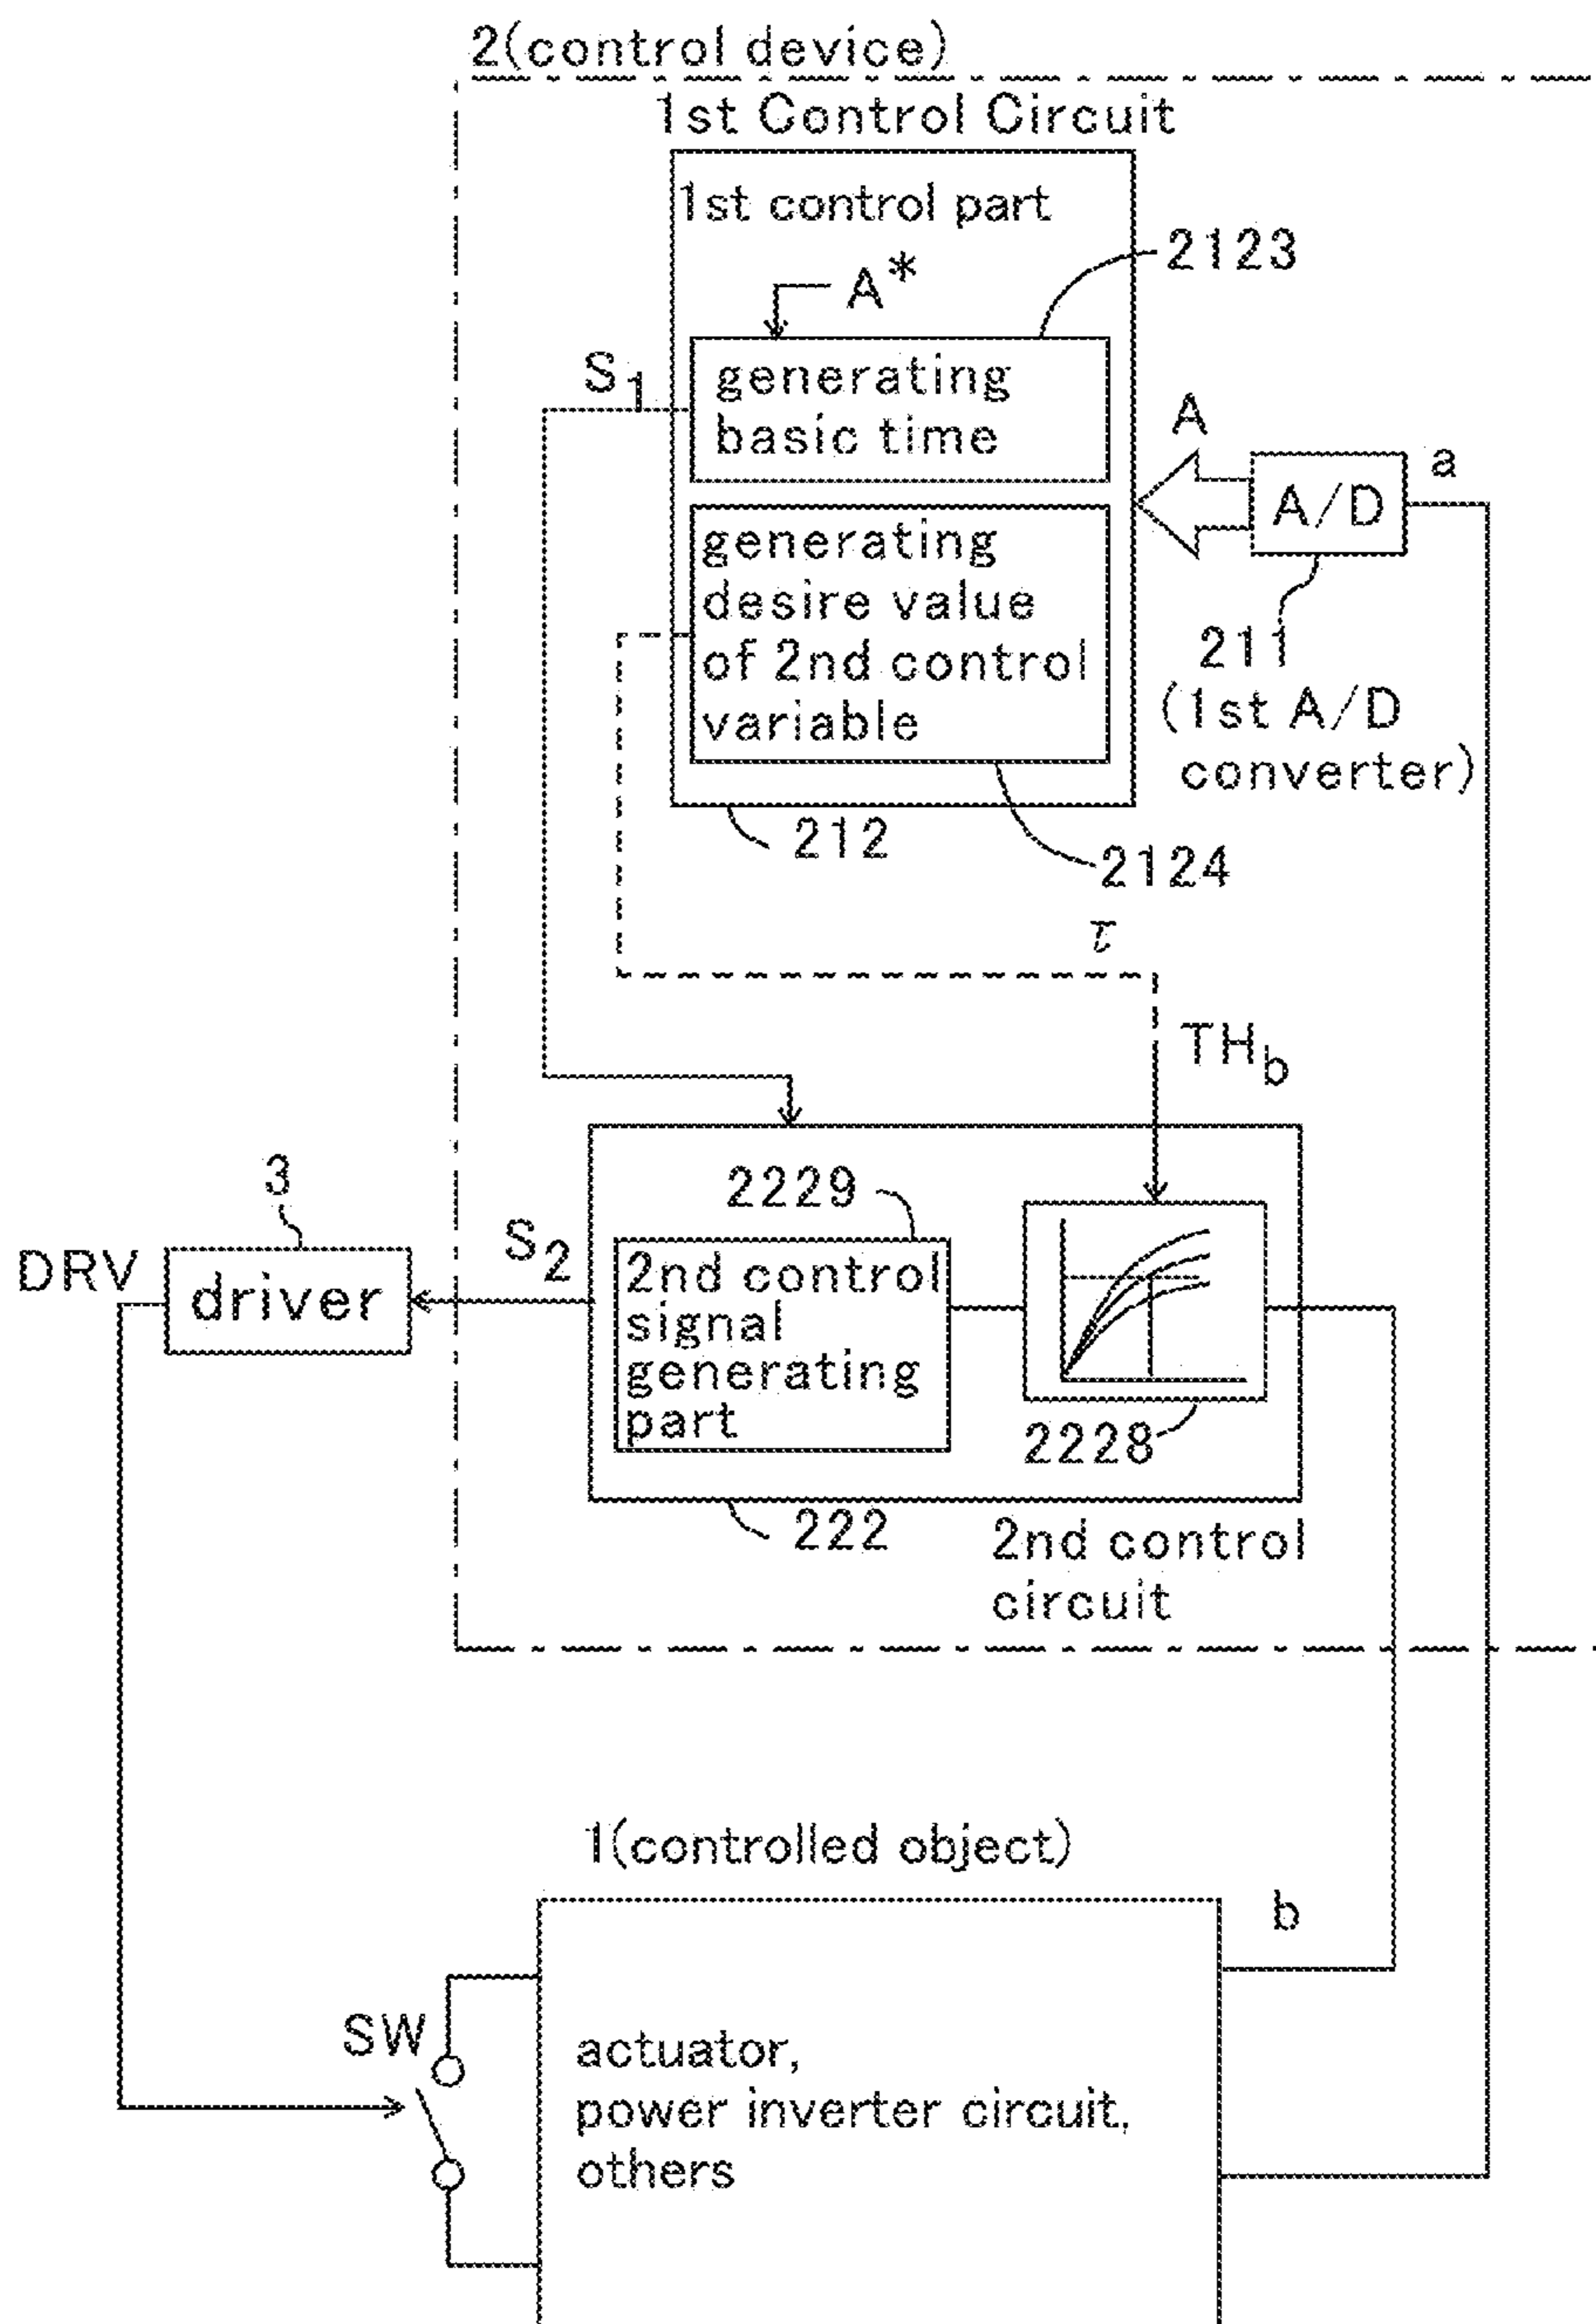 2(control device)
1st Control Circuit
1st control part
2123
A*
S1
generating
basic time
A
a
A/D
generating
desire value
of 2nd control
variable
211
(1st A/D
converter)
212
2124
τ
THb
3
2229
S2
DRV
driver
2nd control
signal
generating
part
2228
222
2nd control
circuit
1(controlled object)
b
SW
actuator,
power inverter circuit,
others